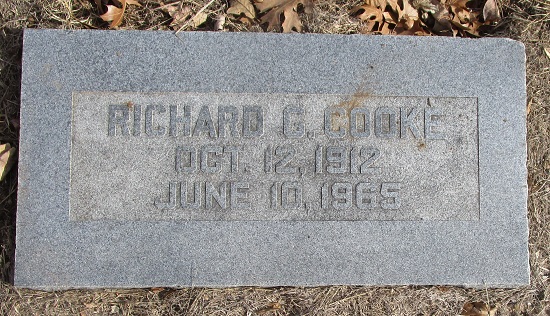 RICHARD C. COOKE
OCT. 12, 1912
JUNE 10, 1965